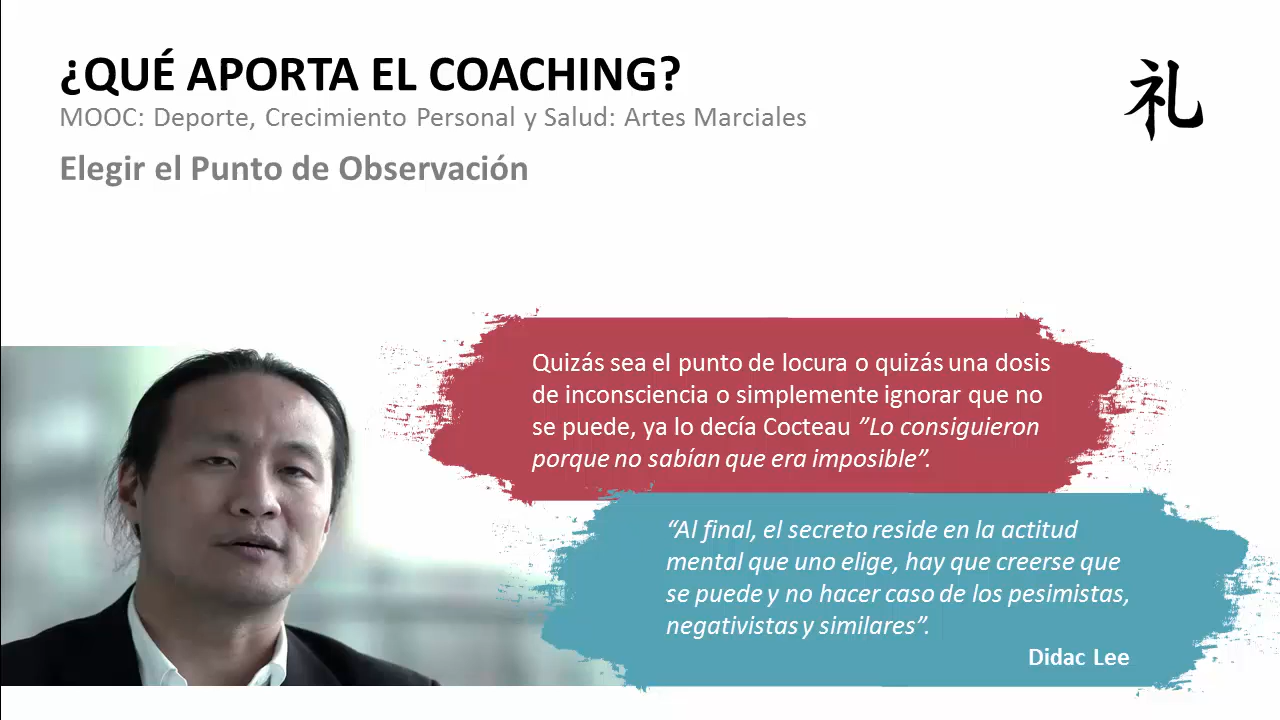 ¿QUÉ APORTA EL COACHING?
MOOC: Deporte, Crecimiento Personal y Salud: Artes Marciales
礼
Elegir el Punto de Observación
Quizás sea el punto de locura o quizás una dosis
de inconsciencia o simplemente ignorar que no
se puede, ya lo decía Cocteau ”Lo consiguieron
porque no sabían que era imposible”.
“Al final, el secreto reside en la actitud
mental que uno elige, hay que creerse que
se puede y no hacer caso de los pesimistas,
negativistas y similares”.
Didac Lee